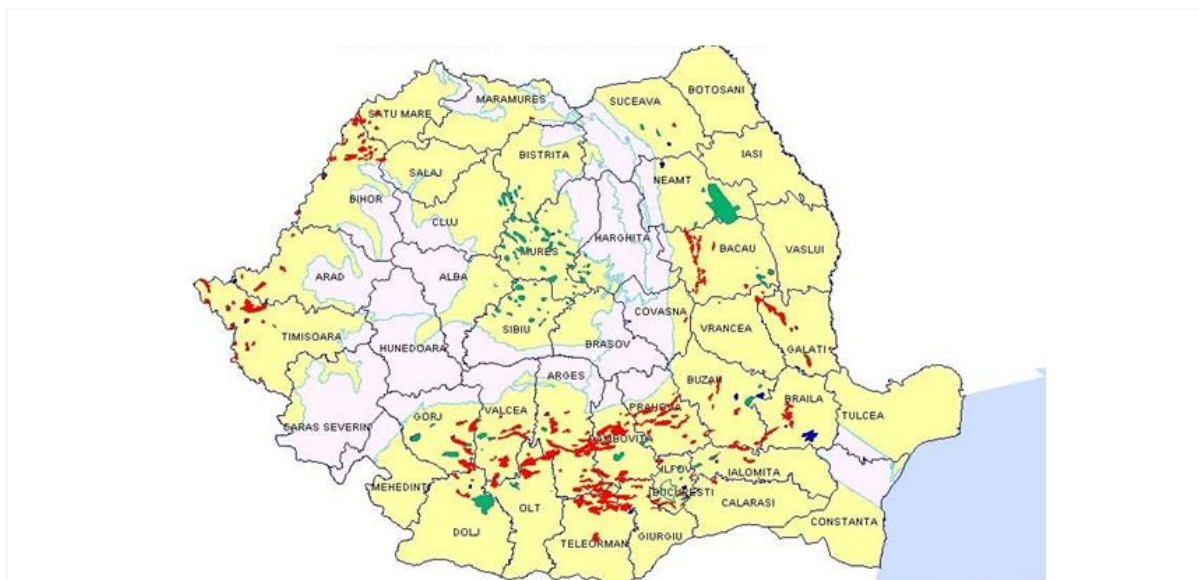 BOTOSANI
SUCEAVA
MARAMURES
SATU MARE
IASI
BISTRITA
SALAJ
NEAMT
BIHOR
CLUJ
HARGHITA
MURES
BACAU
VASLUI
ARAD
ALBA
COVASNA
SIBIU
VRANCEA
TIMISOARA
HUNEDOARA
BRASOV
GALATI
ARGES
BUZAU
BRAILA
TULCEA
GORJ
VALCEA
PRAHOVA
CARAS SEVERIN
DAMBOVITA
ILFOV
IALOMITA
MEHEDINTI
BUCURESTI
CALARASI
OLT
CONSTANTA
DOLJ
GIURGIU
TELEORMAN